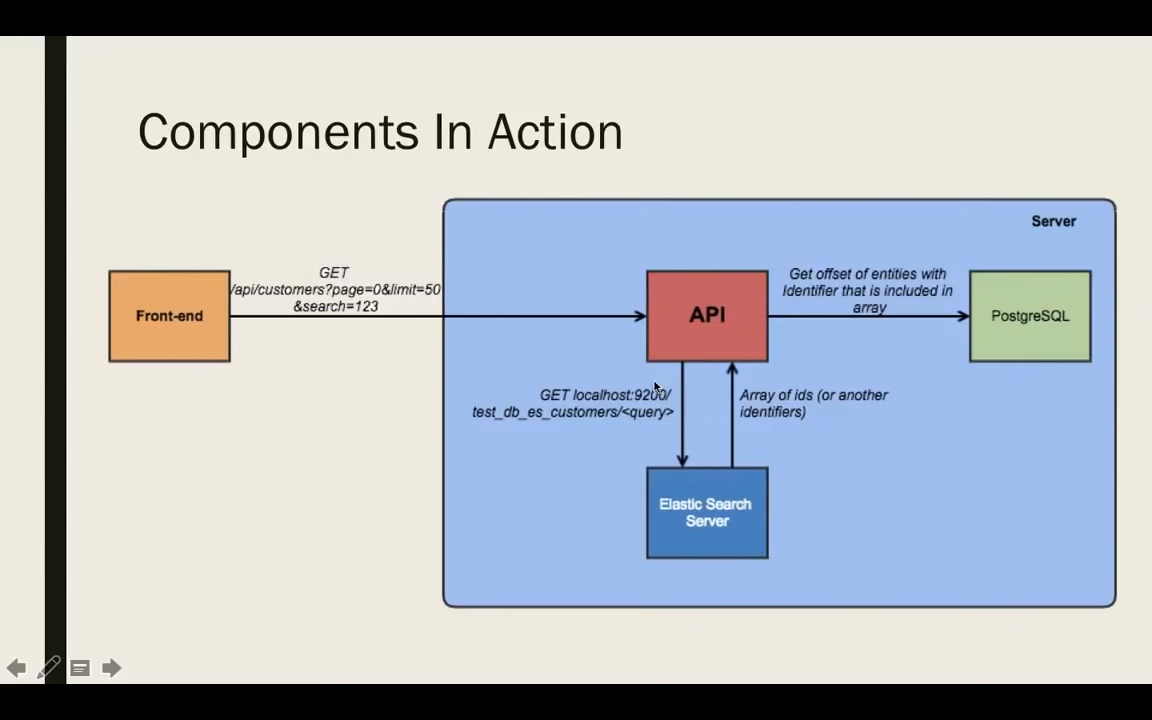 Components In Action
Server
Front-end
GET
/api/customers?page=0&limit=50
&search=123
API
Get offset of entities with
Identifier that is included in
array
PostgreSQL
GET localhost:9200/
test_db_es_customers/<query>
Array of ids (or another
identifiers)
Elastic Search
Server